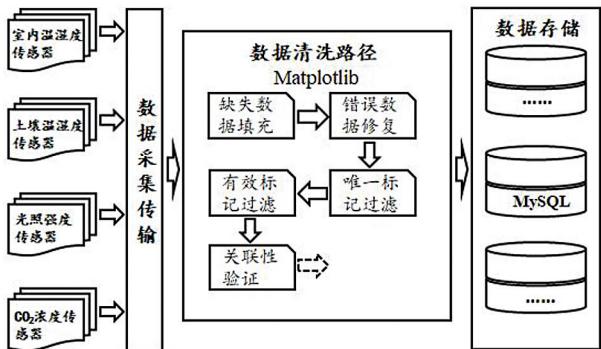 室内温湿度
传感器
土壤温湿度
传感器
光照强度
传感器
CO₂浓度传
感器
数据采集传输
数据清洗路径
Matplotlib
缺失数
据填充
错误数
据修复
有效标
记过滤
唯一标
记过滤
关联性
验证
数据存储
......
MySQL
......